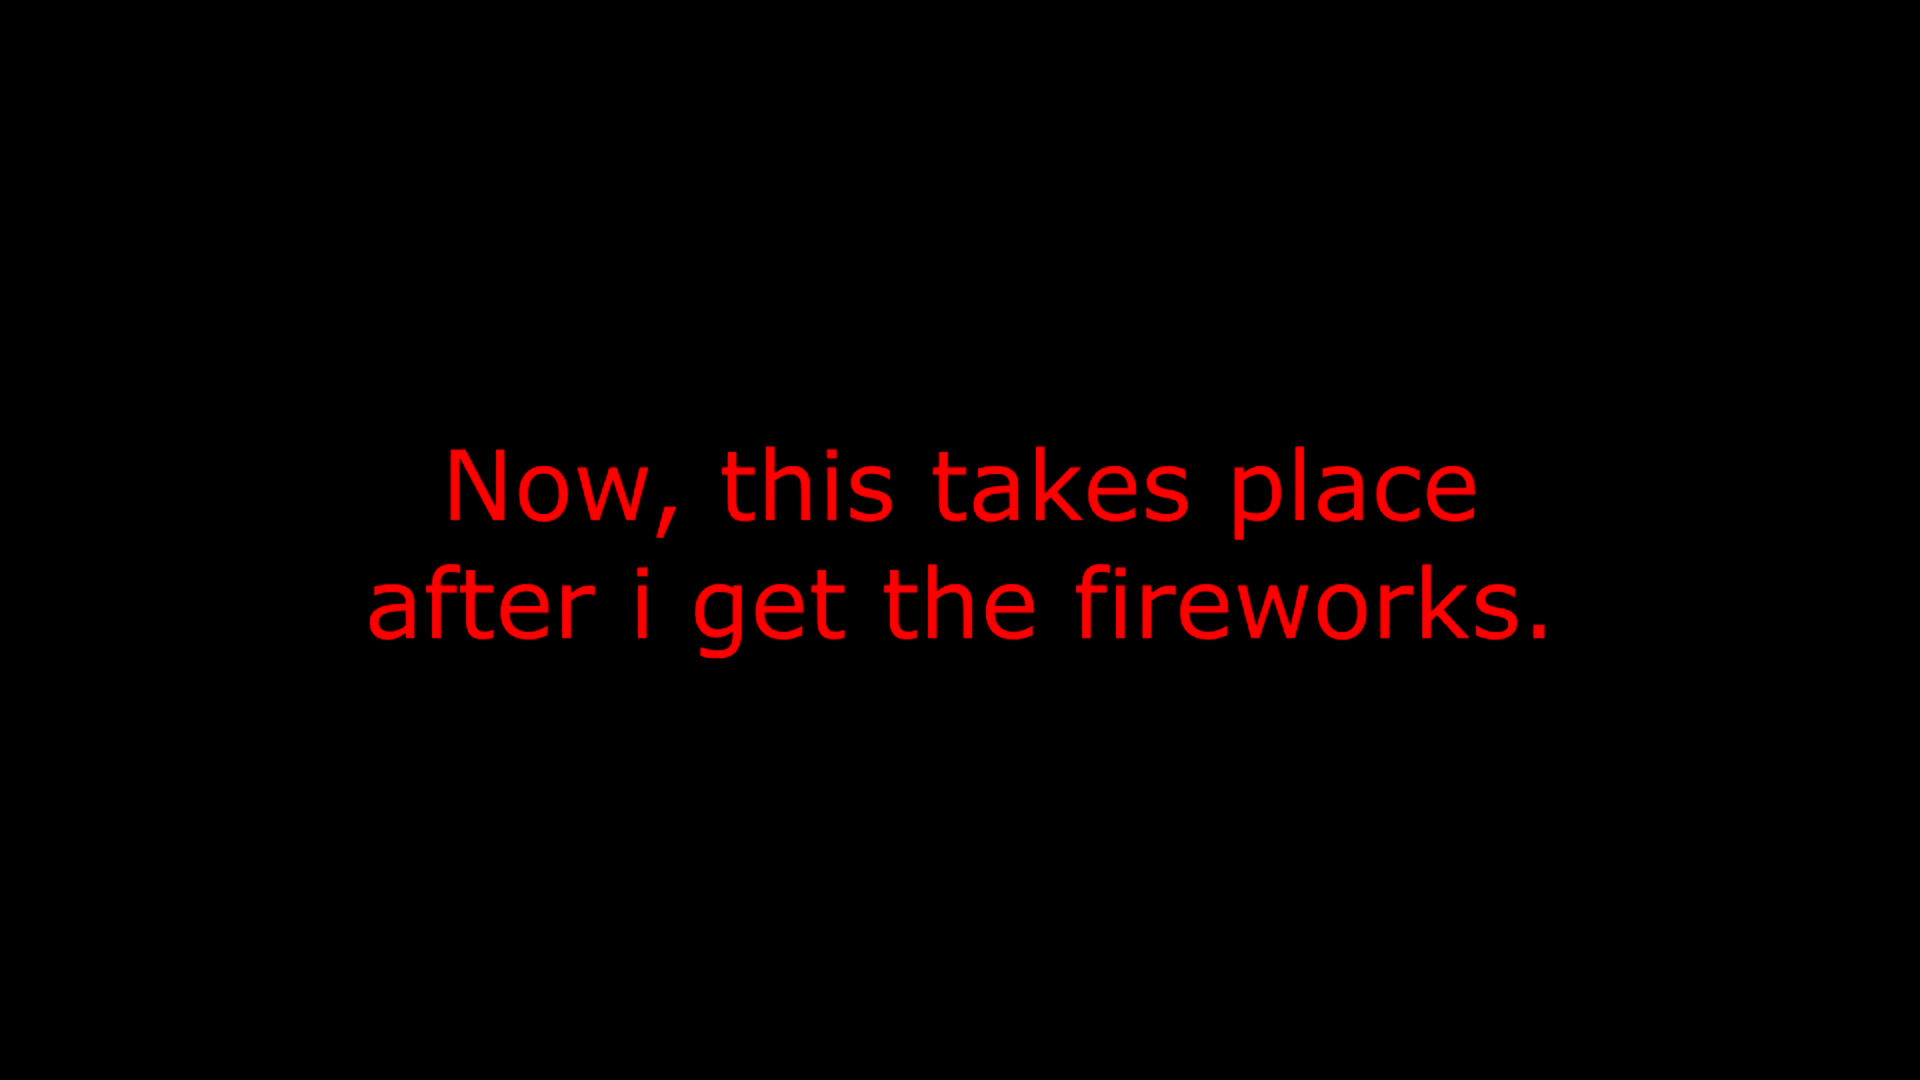 Now, this takes place
after i get the fireworks.